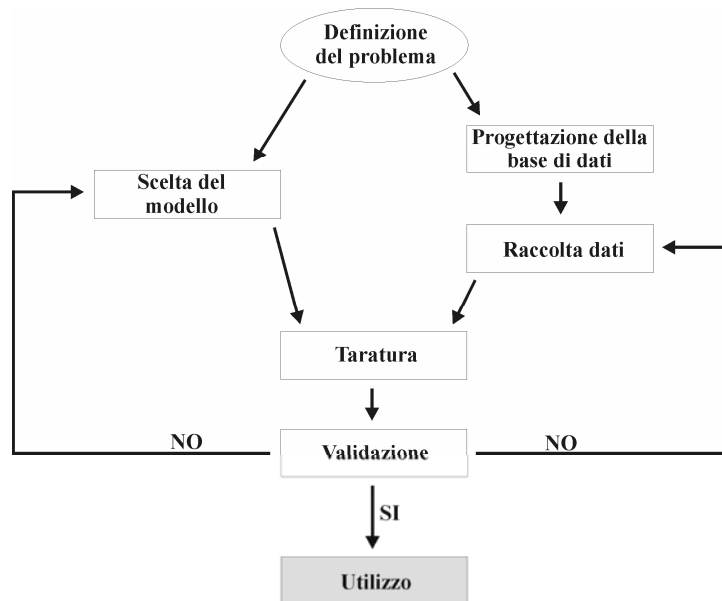 Definizione
del problema
Progettazione della
base di dati
Scelta del
modello
Raccolta dati
Taratura
NO
Validazione
NO
SI
Utilizzo